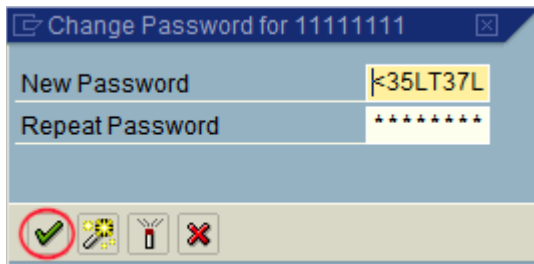 Change Password for 11111111
New Password <35LT37L
Repeat Password ********